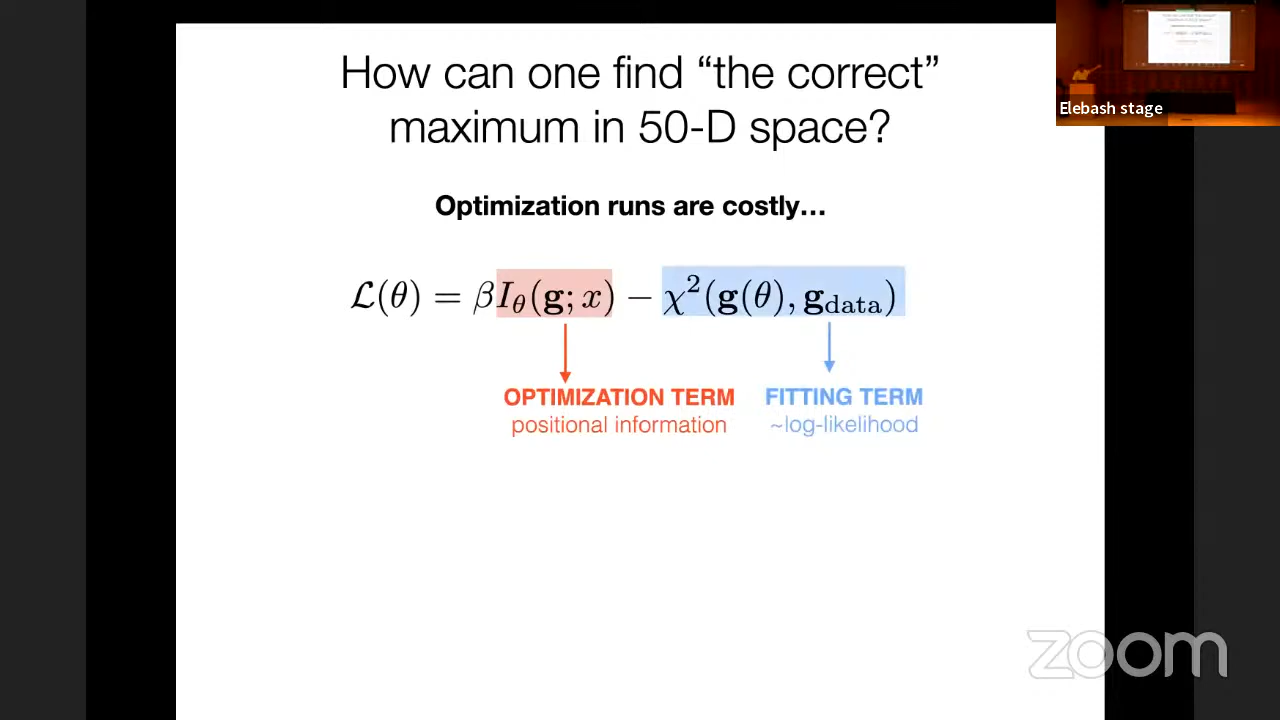 How can one find “the correct”
maximum in 50-D space?
Optimization runs are costly…
ℒ(θ) = βI_θ(g; x) − χ²(g(θ), g_data)
OPTIMIZATION TERM
positional information
FITTING TERM
~log-likelihood
Elebash stage
zoom